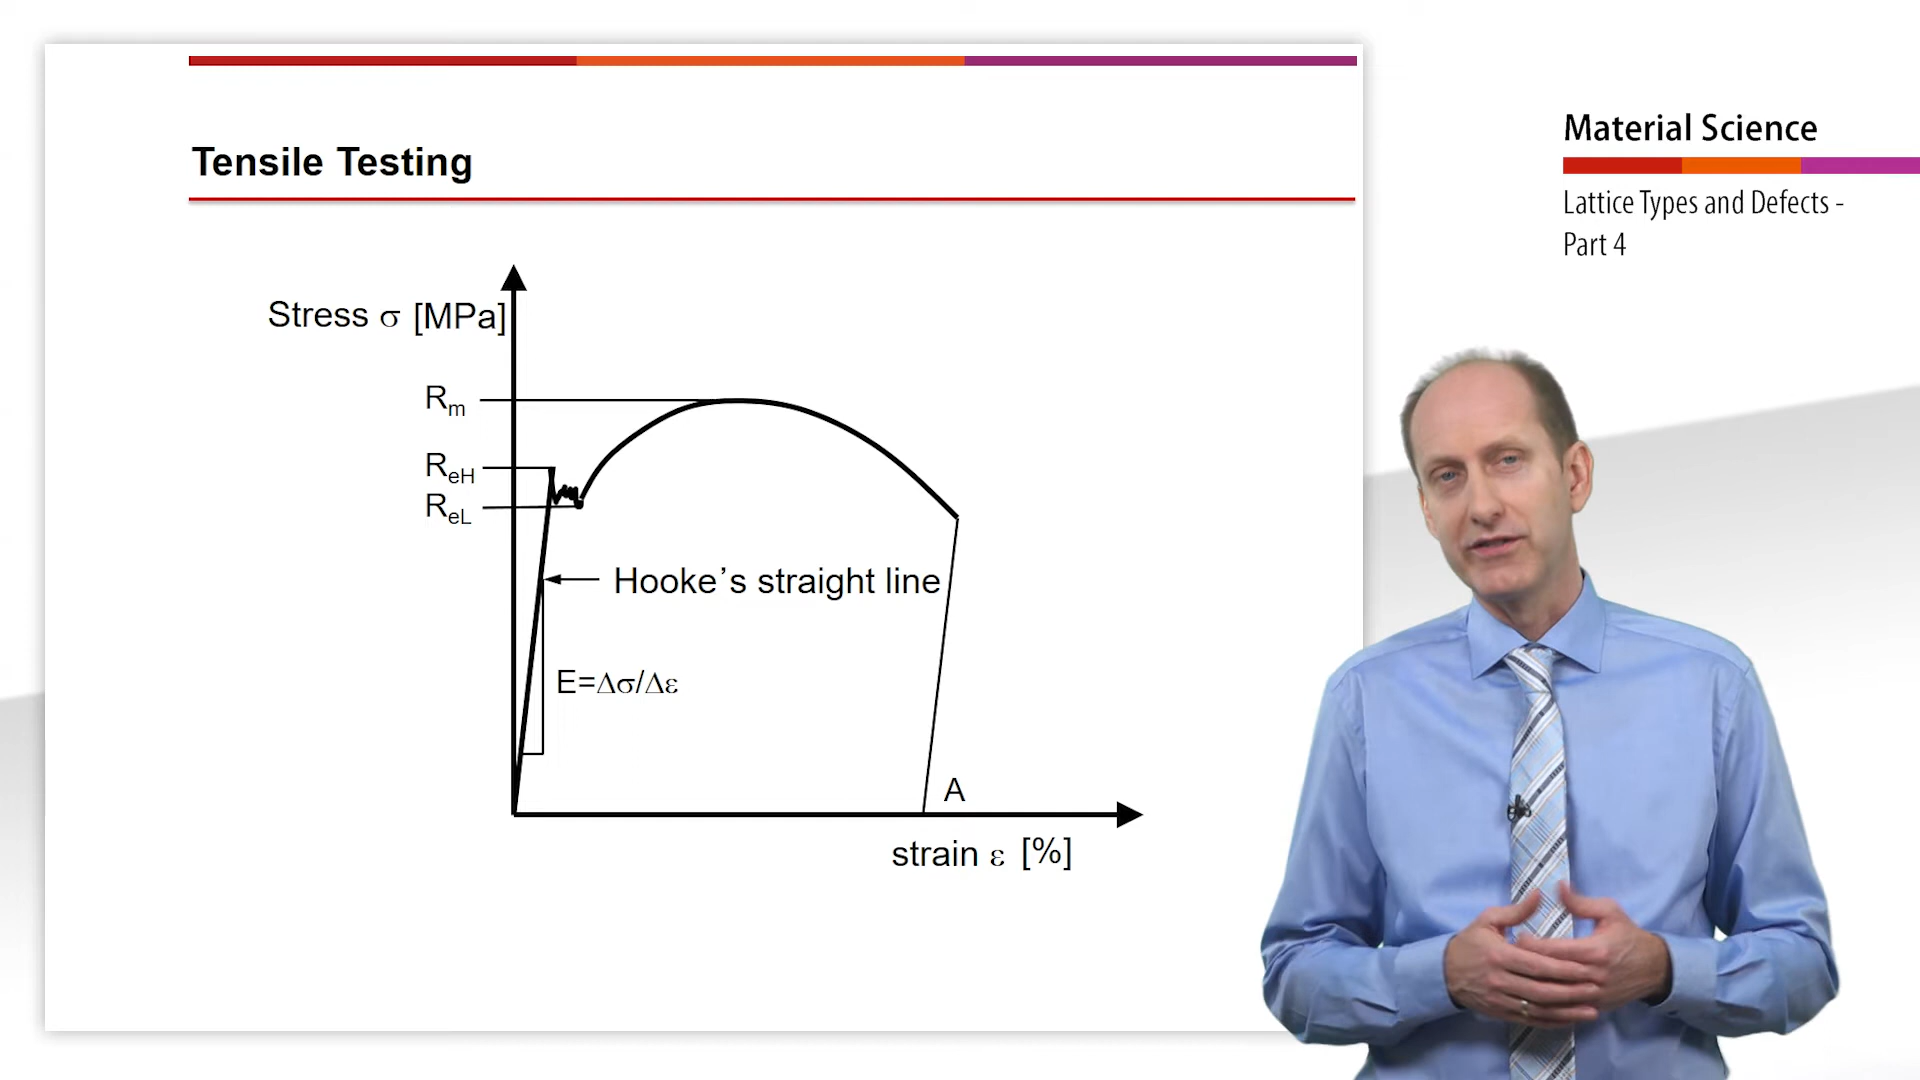 Tensile Testing
Stress σ [MPa]
Rm
ReH
ReL
Hooke’s straight line
E=Δσ/Δε
A
strain ε [%]
Material Science
Lattice Types and Defects -
Part 4